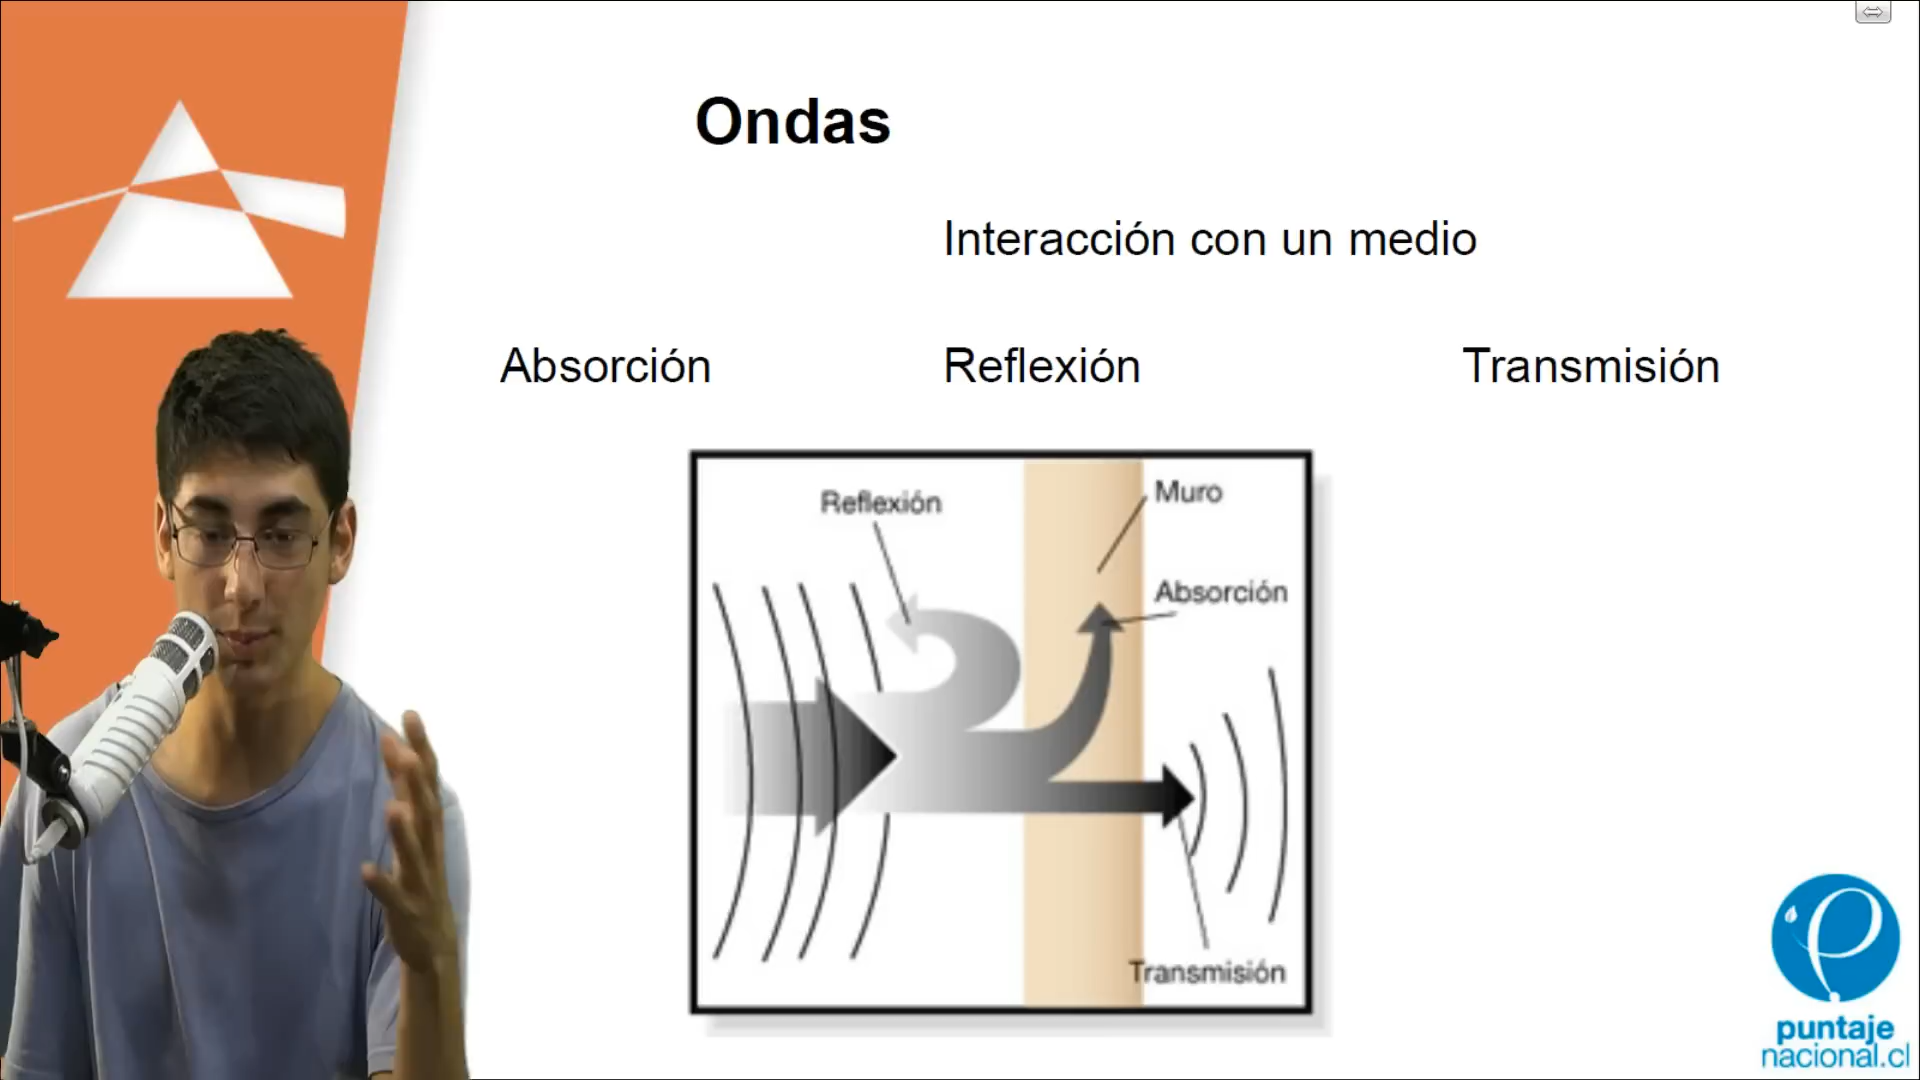 Ondas
Interacción con un medio
Absorción
Reflexión
Transmisión
Reflexión
Muro
Absorción
Transmisión
puntaje
nacional.cl